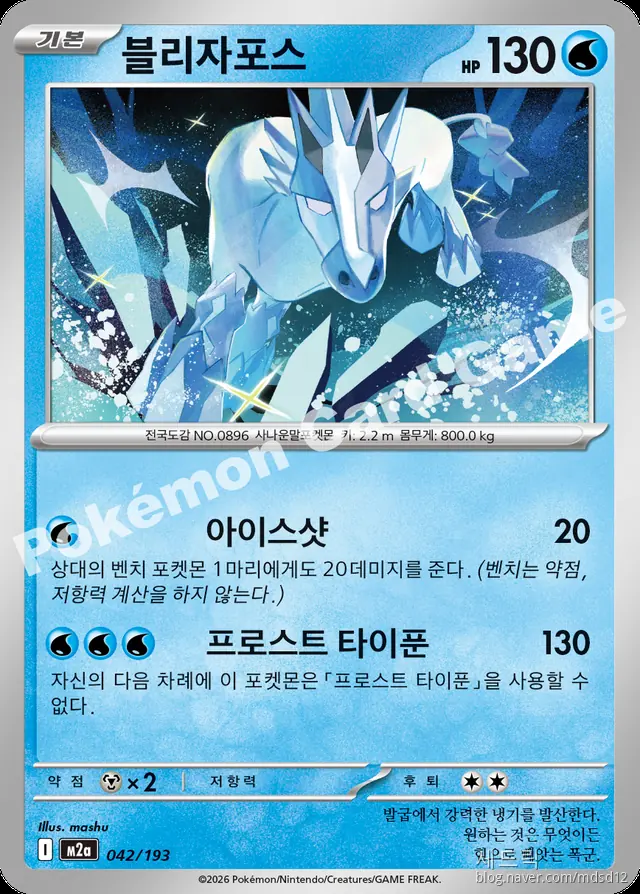 기본 블리자포스 HP 130
전국도감 NO.0896 사나운말포켓몬 키: 2.2 m 몸무게: 800.0 kg
Pokémon Card Game
아이스샷 20
상대의 벤치 포켓몬 1마리에게도 20데미지를 준다. (벤치는 약점,
저항력 계산을 하지 않는다.)
프로스트 타이푼 130
자신의 다음 차례에 이 포켓몬은 「프로스트 타이푼」을 사용할 수
없다.
약점 ×2 저항력 후퇴
발굽에서 강력한 냉기를 발산한다.
원하는 것은 무엇이든
폭군.
Illus. mashu
I M2a 042/193
blog.naver.com/mdsd12
©2026 Pokémon/Nintendo/Creatures/GAME FREAK.